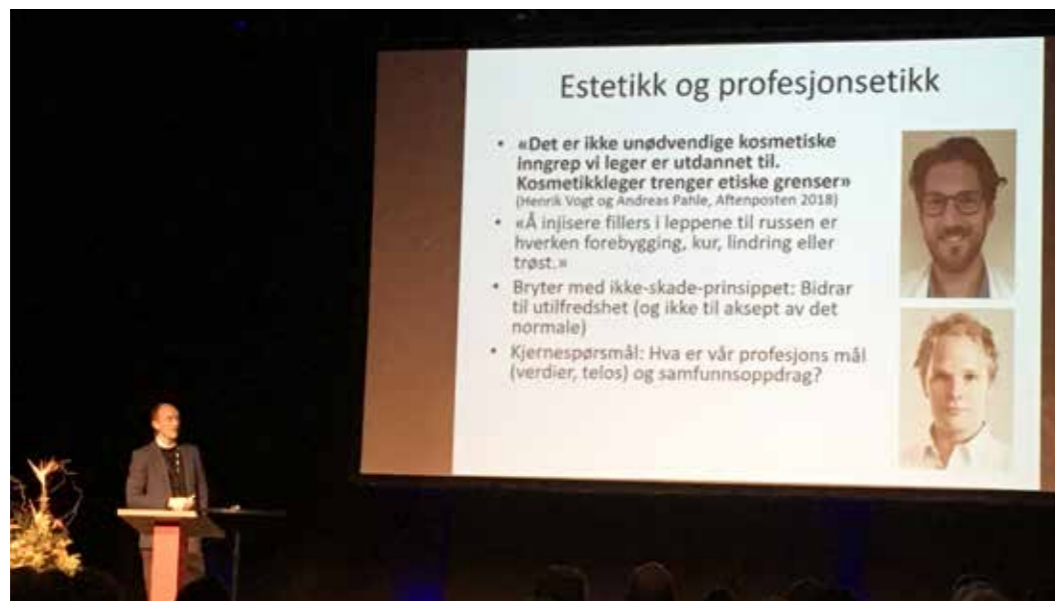 Estetikk og profesjonsetikk
• «Det er ikke unødvendige kosmetiske
inngrep vi leger er utdannet til.
Kosmetikkleger trenger etiske grenser»
(Henrik Vogt og Andreas Pahle, Aftenposten 2018)
• «Å injisere fillers i leppene til russen er
hverken forebygging, kur, lindring eller
trøst.»
• Bryter med ikke-skade-prinsippet: Bidrar
til utilfredshet (og ikke til aksept av det
normale)
• Kjernespørsmål: Hva er vår profesjons mål
(verdier, telos) og samfunnsoppdrag?